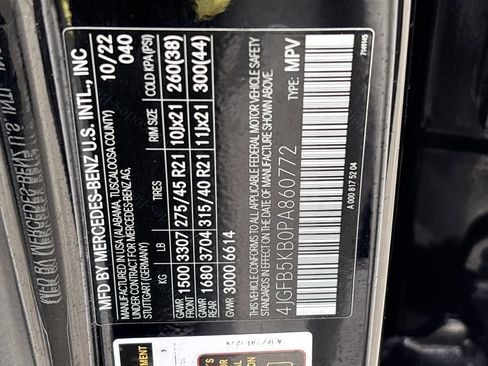 MFD BY MERCEDES-BENZ U.S. INTL., INC
MANUFACTURED IN USA (ALABAMA, TUSCALOOSA COUNTY)
UNDER CONTRACT FOR MERCEDES-BENZ AG,
STUTTGART (GERMANY)
10/22
040
KG LB TIRES RIM SIZE COLD KPA (PSI)
GAWR FRONT 1500 3307 275/45 R21 10Jx21 260(38)
GAWR REAR 1680 3704 315/40 R21 11Jx21 300(44)
GVWR 3000 6614
THIS VEHICLE CONFORMS TO ALL APPLICABLE FEDERAL MOTOR VEHICLE SAFETY
STANDARDS IN EFFECT ON THE DATE OF MANUFACTURE SHOWN ABOVE.
4JGFB5KB0PA860772 TYPE: MPV
A 000 817 52 04